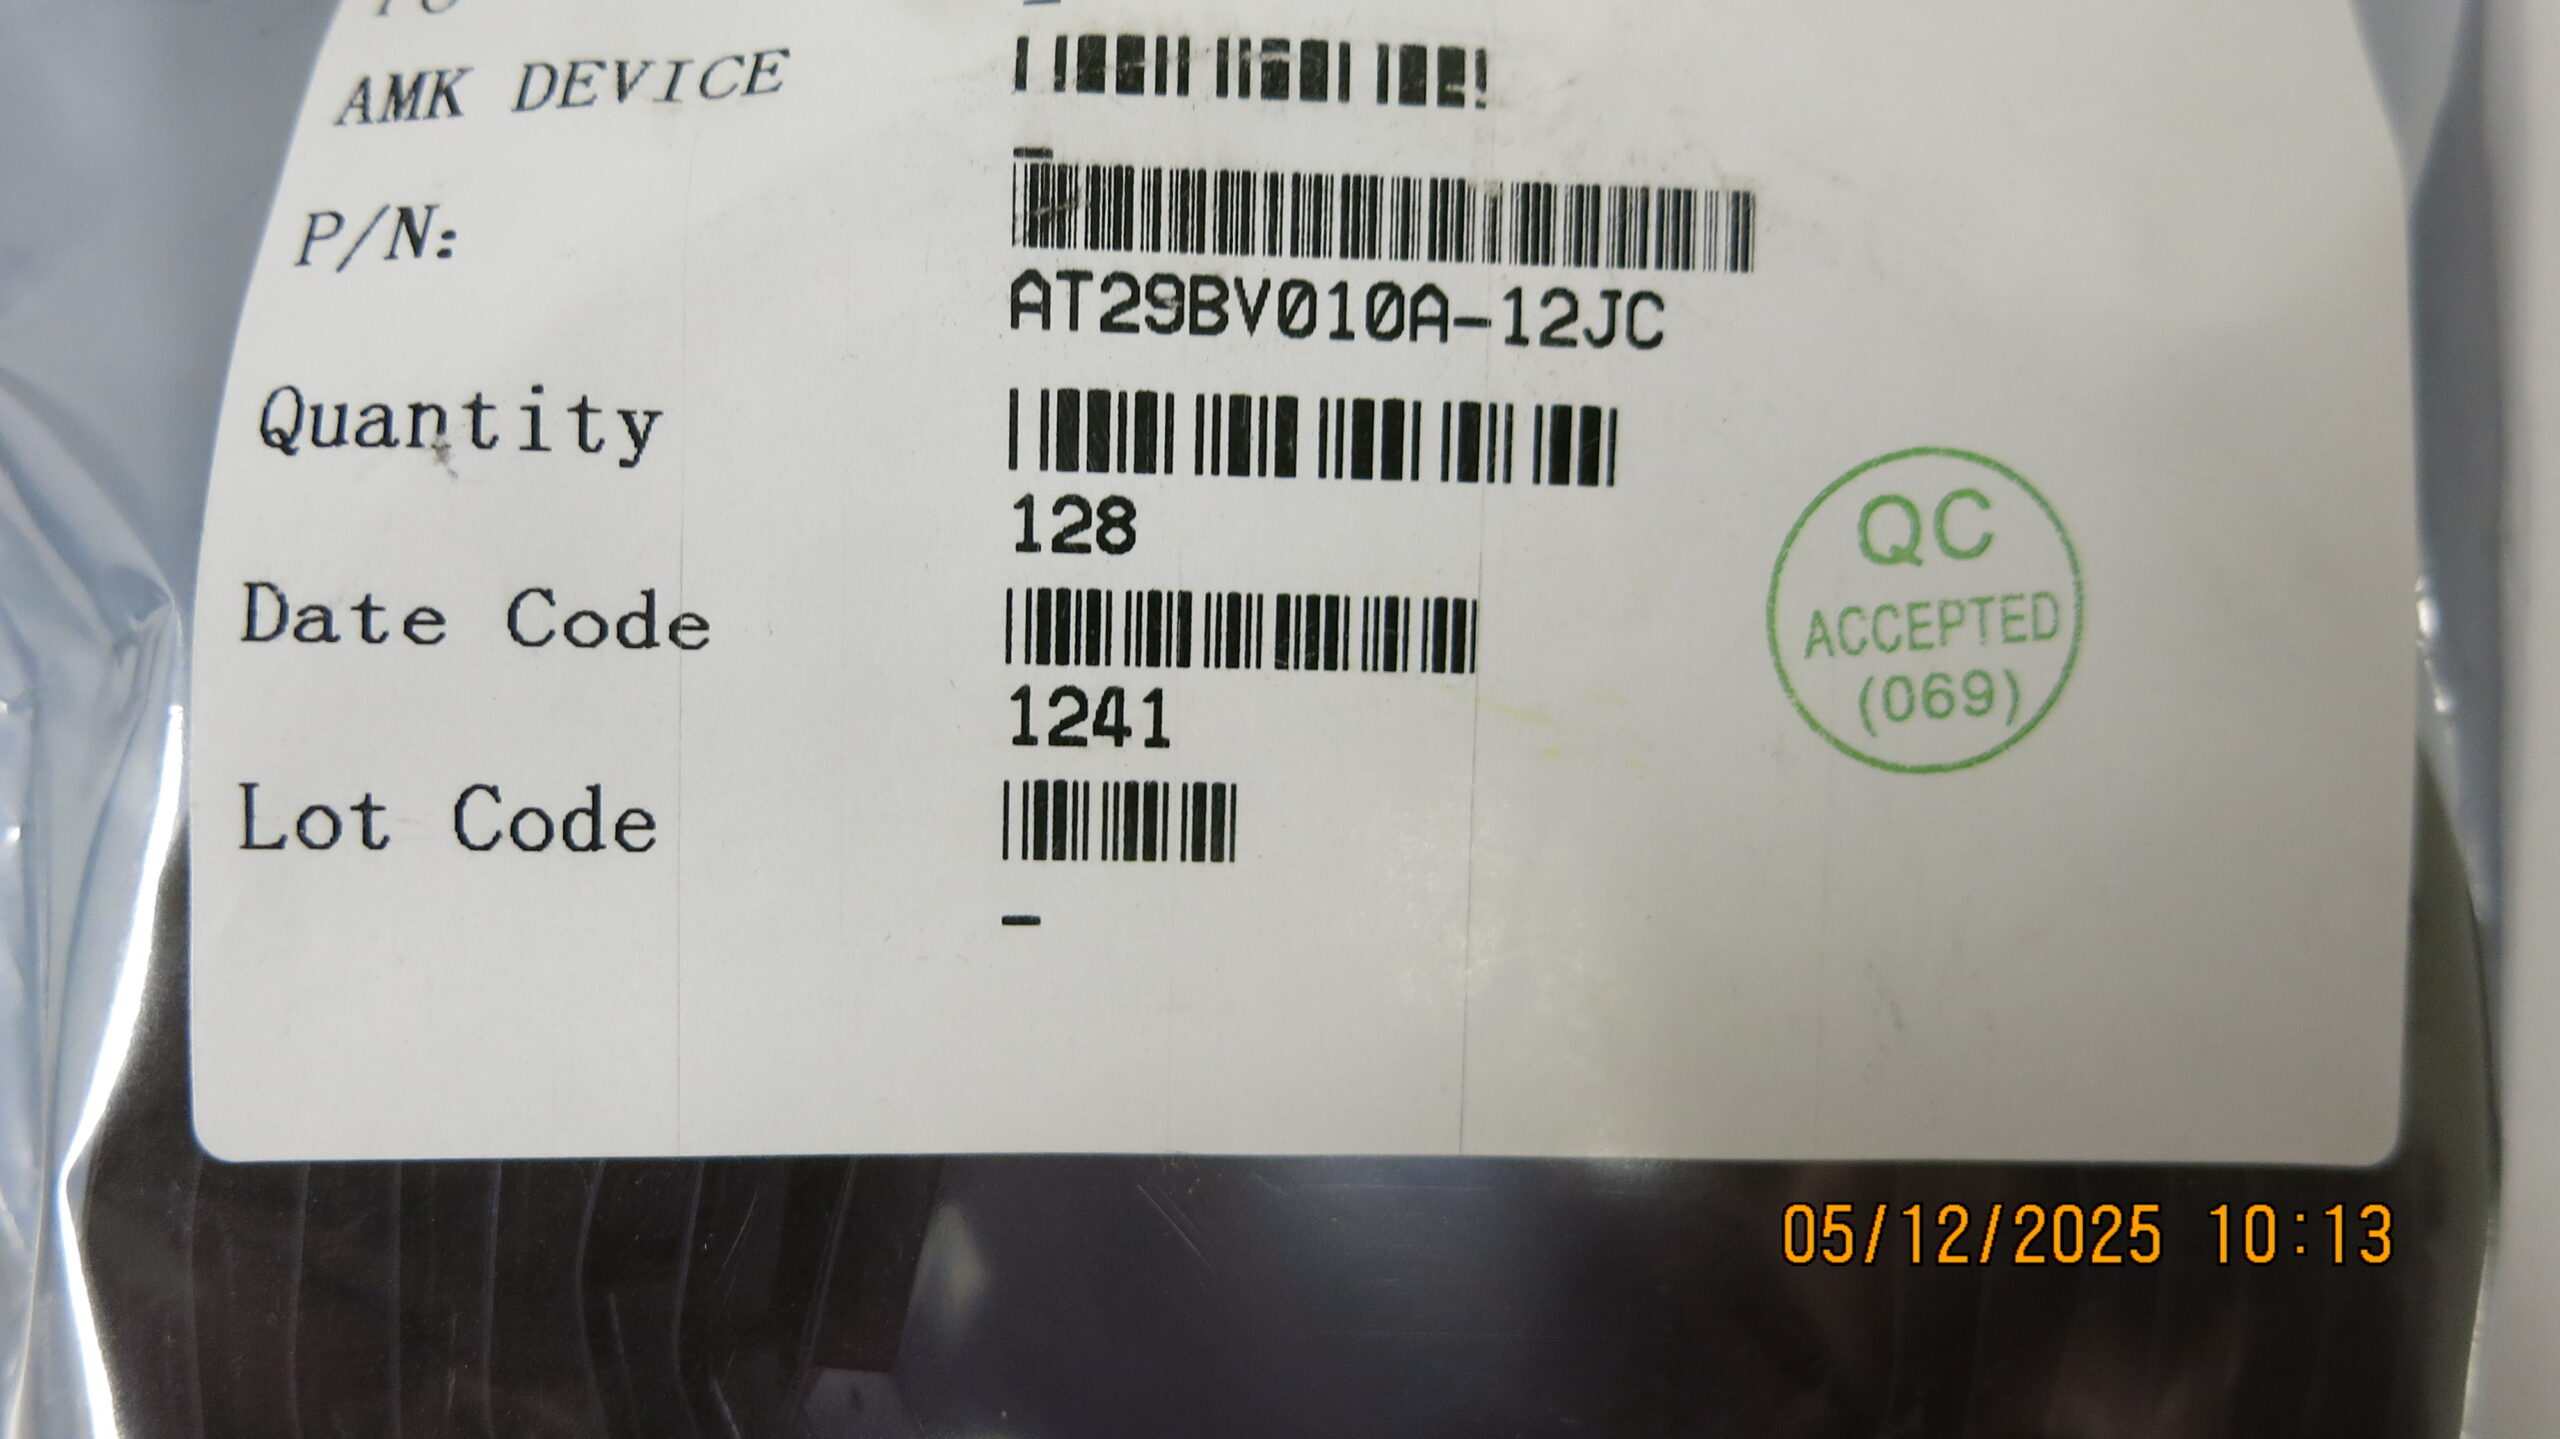 AMK DEVICE
-
P/N:
AT29BV010A-12JC
Quantity
128
Date Code
1241
Lot Code
-
QC
ACCEPTED
(069)
05/12/2025 10:13